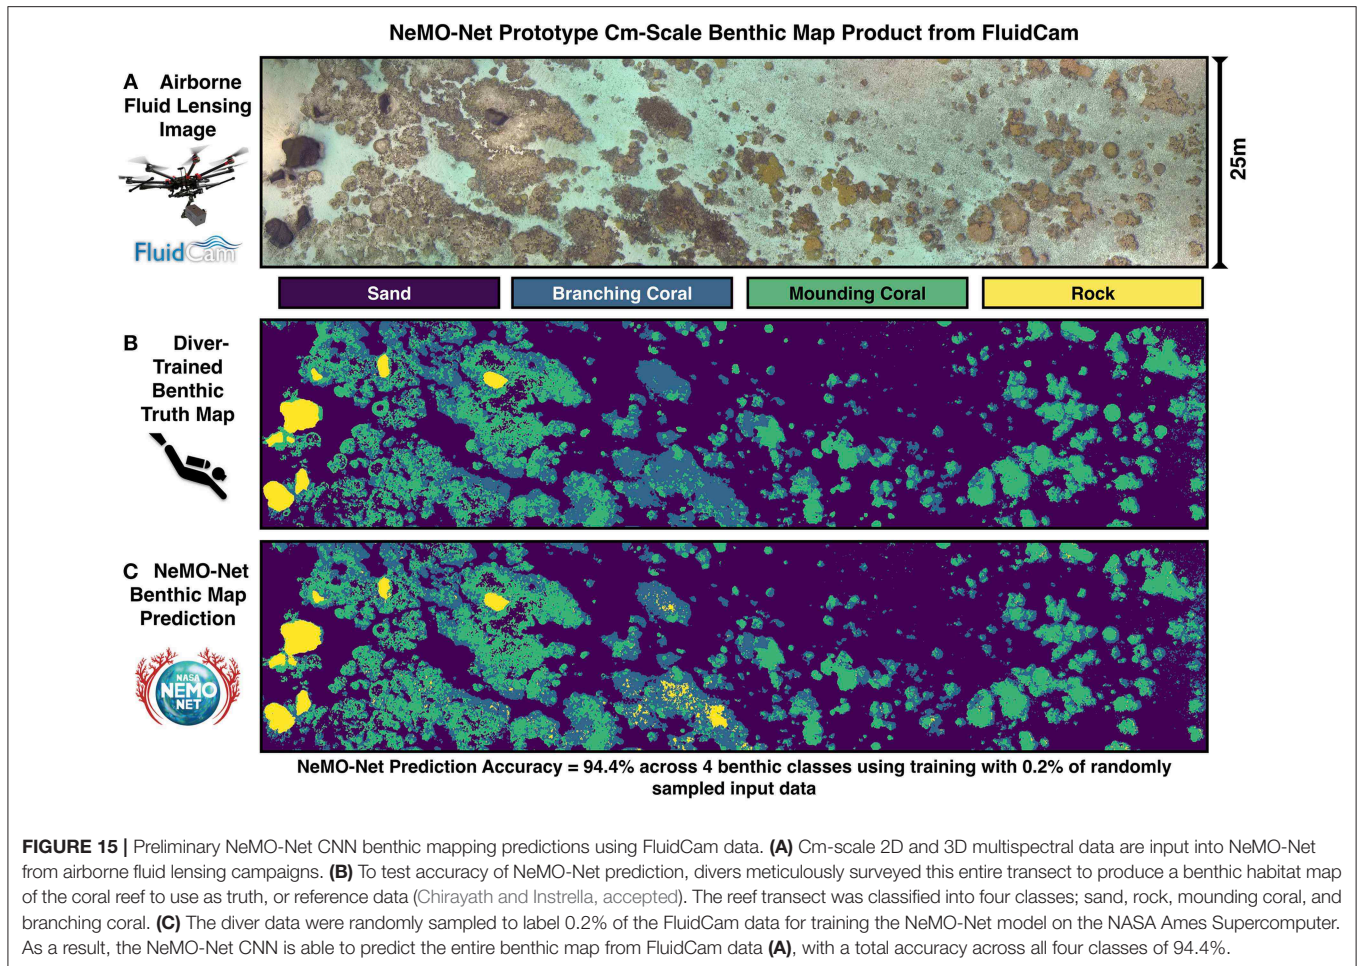 NeMO-Net Prototype Cm-Scale Benthic Map Product from FluidCam
A Airborne
Fluid Lensing
Image
FluidCam
25m
Sand
Branching Coral
Mounding Coral
Rock
B Diver-
Trained
Benthic
Truth Map
C NeMO-Net
Benthic Map
Prediction
NASA
NEMO
NET
NeMO-Net Prediction Accuracy = 94.4% across 4 benthic classes using training with 0.2% of randomly
sampled input data
FIGURE 15 | Preliminary NeMO-Net CNN benthic mapping predictions using FluidCam data. (A) Cm-scale 2D and 3D multispectral data are input into NeMO-Net
from airborne fluid lensing campaigns. (B) To test accuracy of NeMO-Net prediction, divers meticulously surveyed this entire transect to produce a benthic habitat map
of the coral reef to use as truth, or reference data (Chirayath and Instrella, accepted). The reef transect was classified into four classes; sand, rock, mounding coral, and
branching coral. (C) The diver data were randomly sampled to label 0.2% of the FluidCam data for training the NeMO-Net model on the NASA Ames Supercomputer.
As a result, the NeMO-Net CNN is able to predict the entire benthic map from FluidCam data (A), with a total accuracy across all four classes of 94.4%.